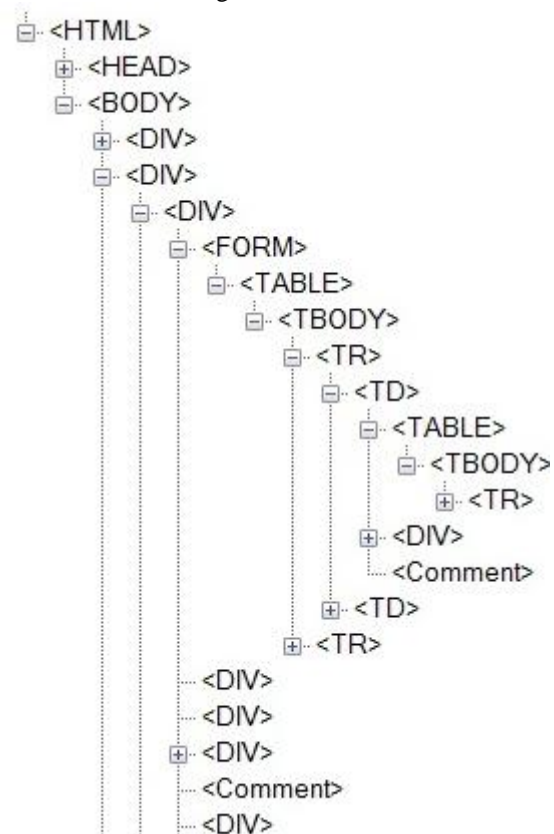 <HTML>
<HEAD>
<BODY>
<DIV>
<DIV>
<DIV>
<FORM>
<TABLE>
<TBODY>
<TR>
<TD>
<TABLE>
<TBODY>
<TR>
<DIV>
<Comment>
<TD>
<TR>
<DIV>
<DIV>
<DIV>
<Comment>
<DIV>